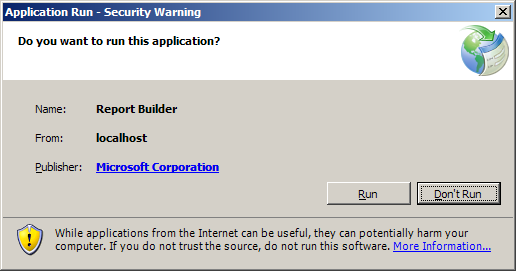 Application Run - Security Warning
Do you want to run this application?
Name: Report Builder
From: localhost
Publisher: Microsoft Corporation
Run Don't Run
While applications from the Internet can be useful, they can potentially harm your
computer. If you do not trust the source, do not run this software. More Information...